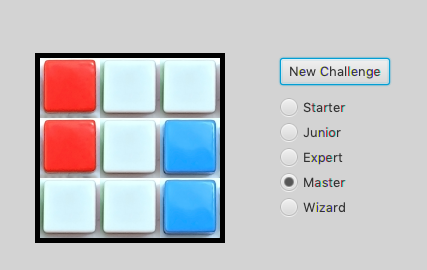 New Challenge
Starter
Junior
Expert
Master
Wizard